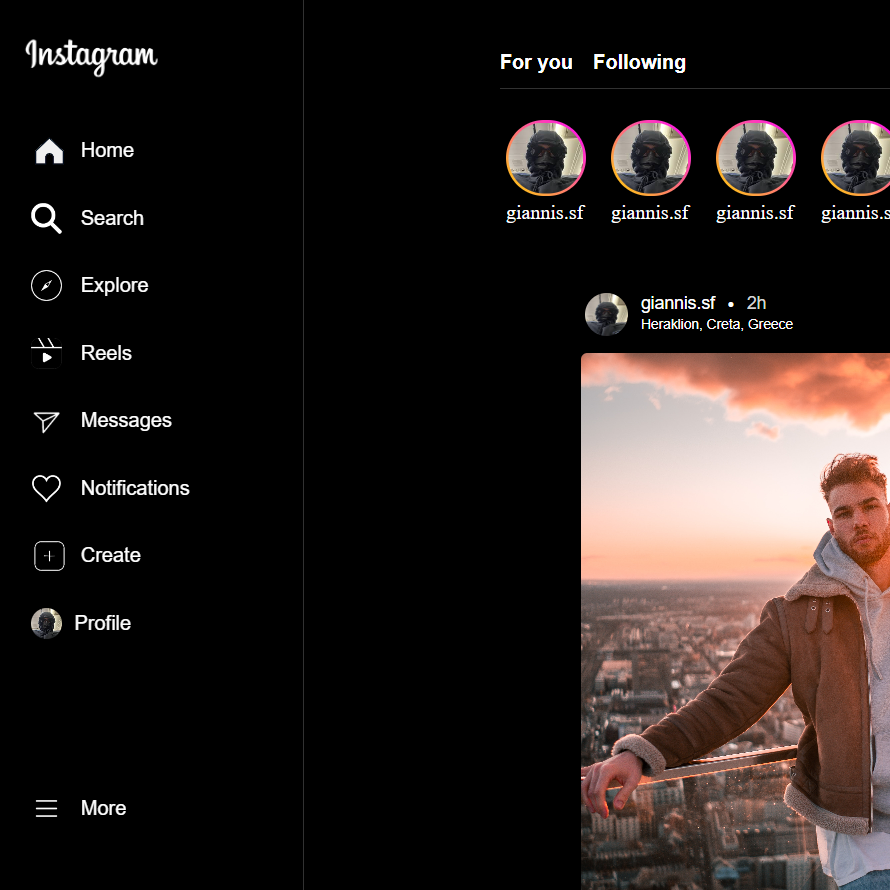 Instagram
Home
Search
Explore
Reels
Messages
Notifications
Create
Profile
More
For you Following
giannis.sf giannis.sf giannis.sf giannis.s
giannis.sf • 2h
Heraklion, Creta, Greece